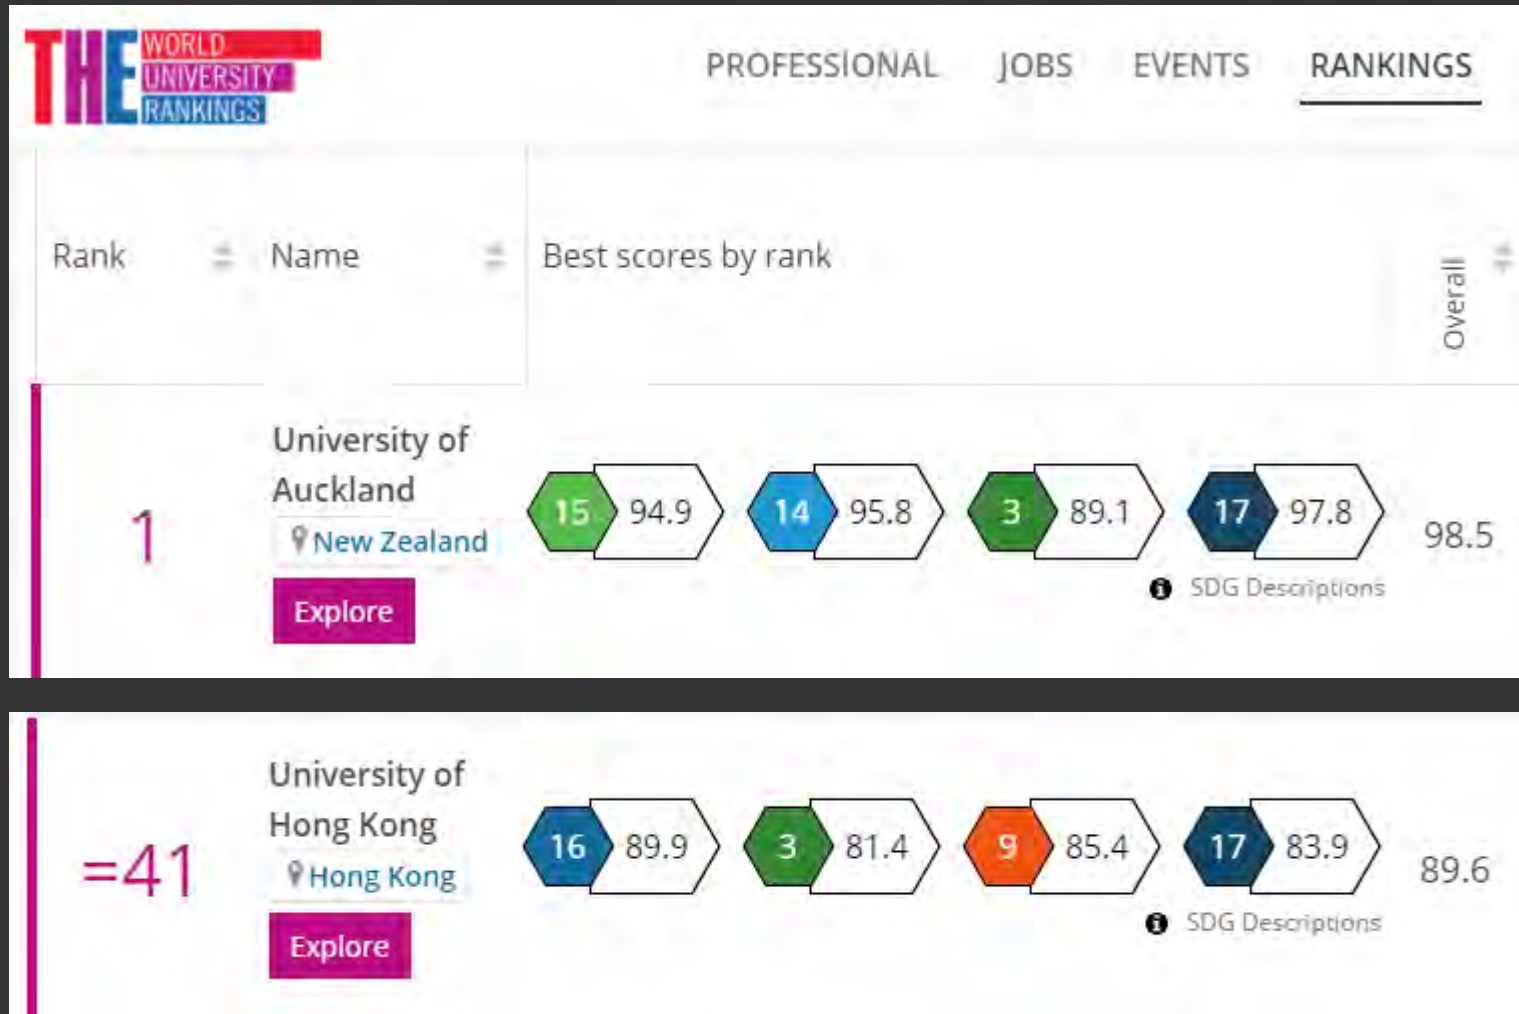 THE WORLD
UNIVERSITY
RANKINGS
PROFESSIONAL JOBS EVENTS RANKINGS
Rank Name Best scores by rank Overall
University of
Auckland
1 New Zealand 15 94.9 14 95.8 3 89.1 17 97.8 98.5
SDG Descriptions
Explore
University of
Hong Kong
=41 Hong Kong 16 89.9 3 81.4 9 85.4 17 83.9 89.6
SDG Descriptions
Explore